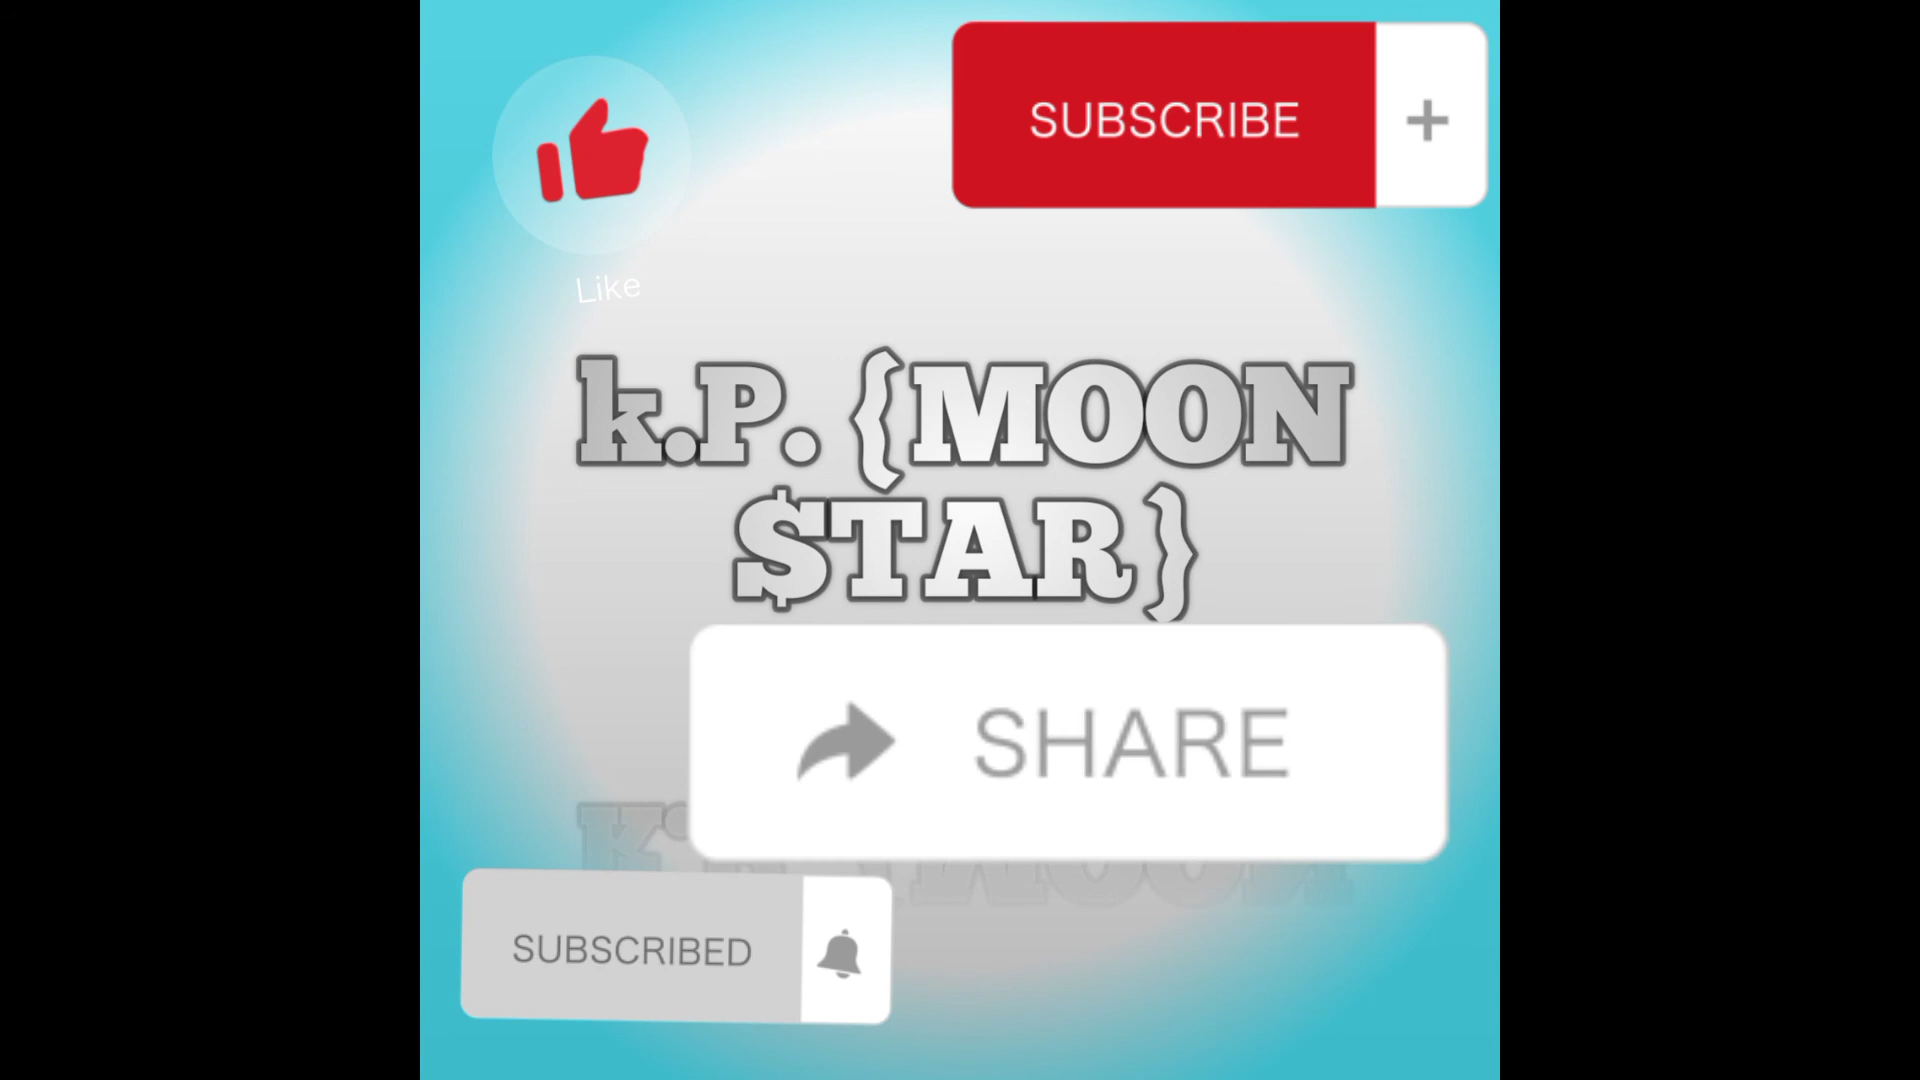 SUBSCRIBE
Like
k.P. {MOON
$TAR}
SHARE
SUBSCRIBED